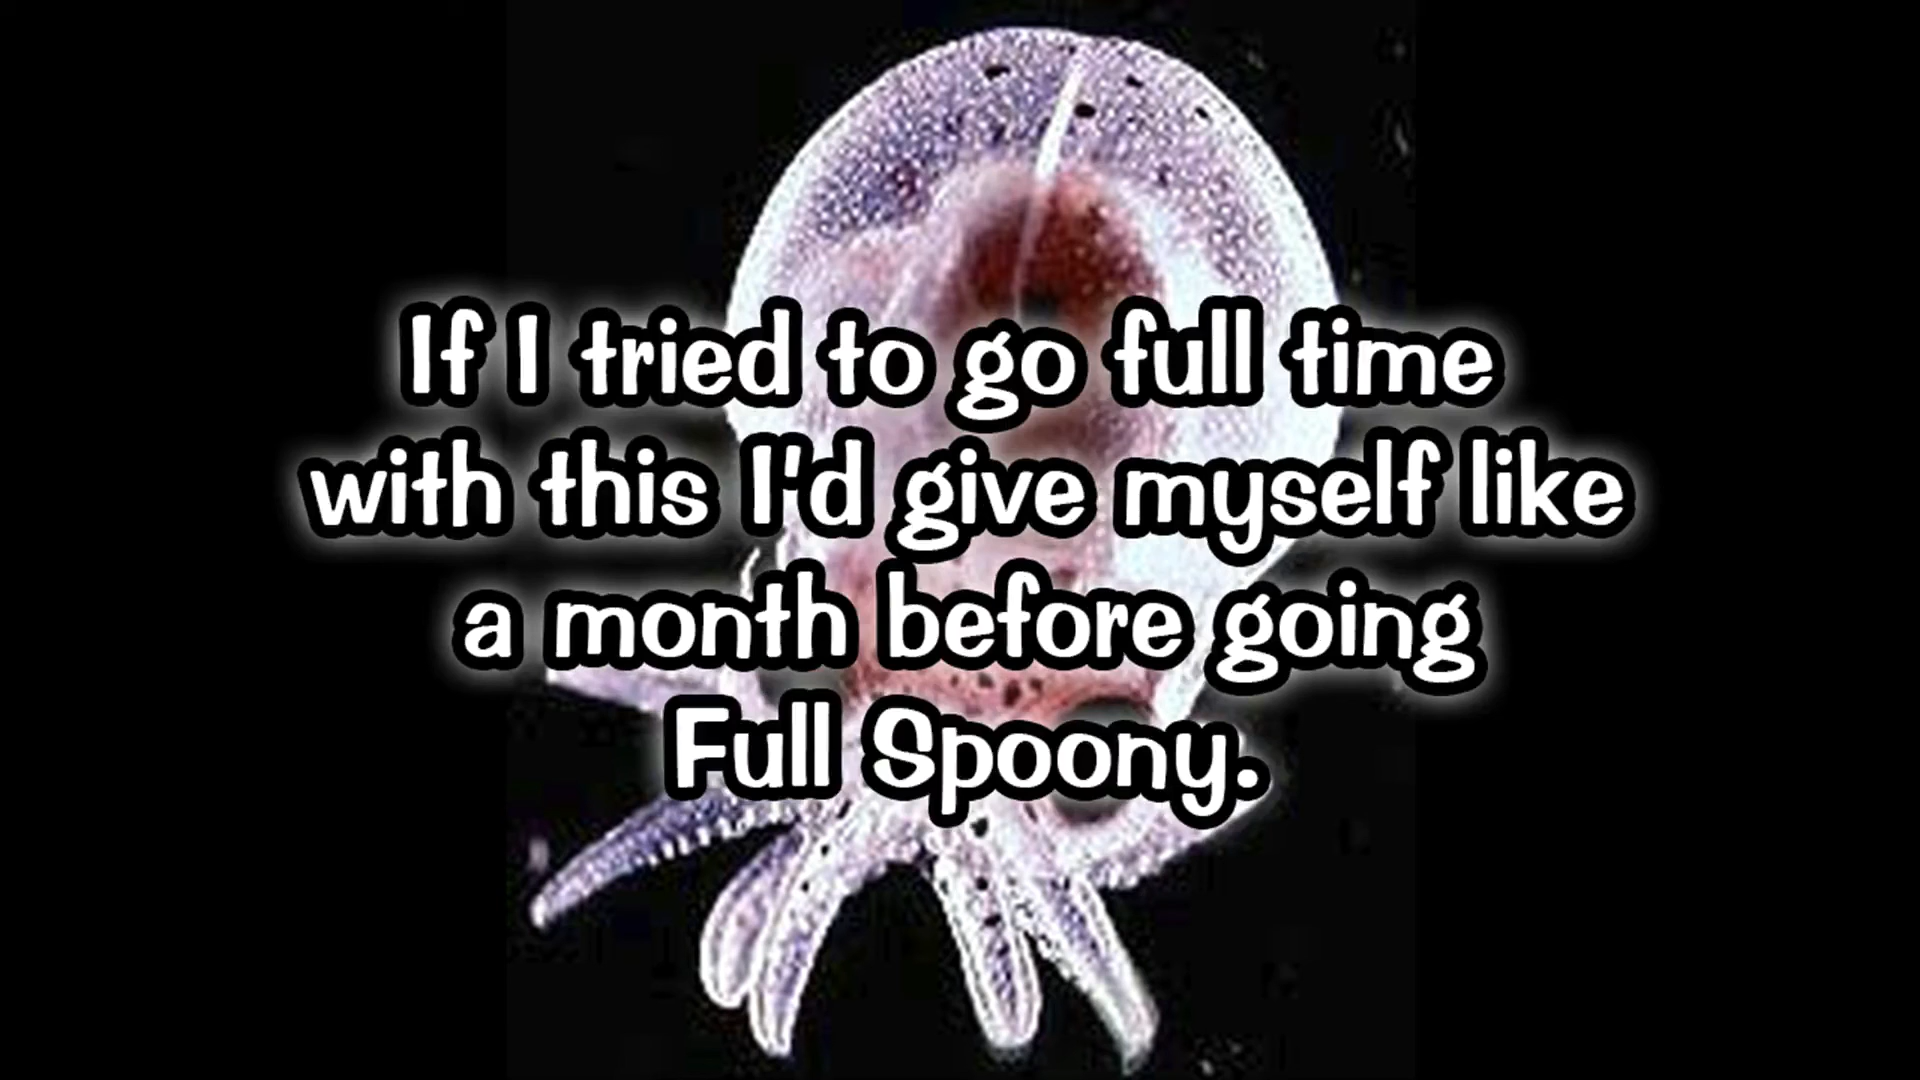 If I tried to go full time
with this I'd give myself like
a month before going
Full Spoony.